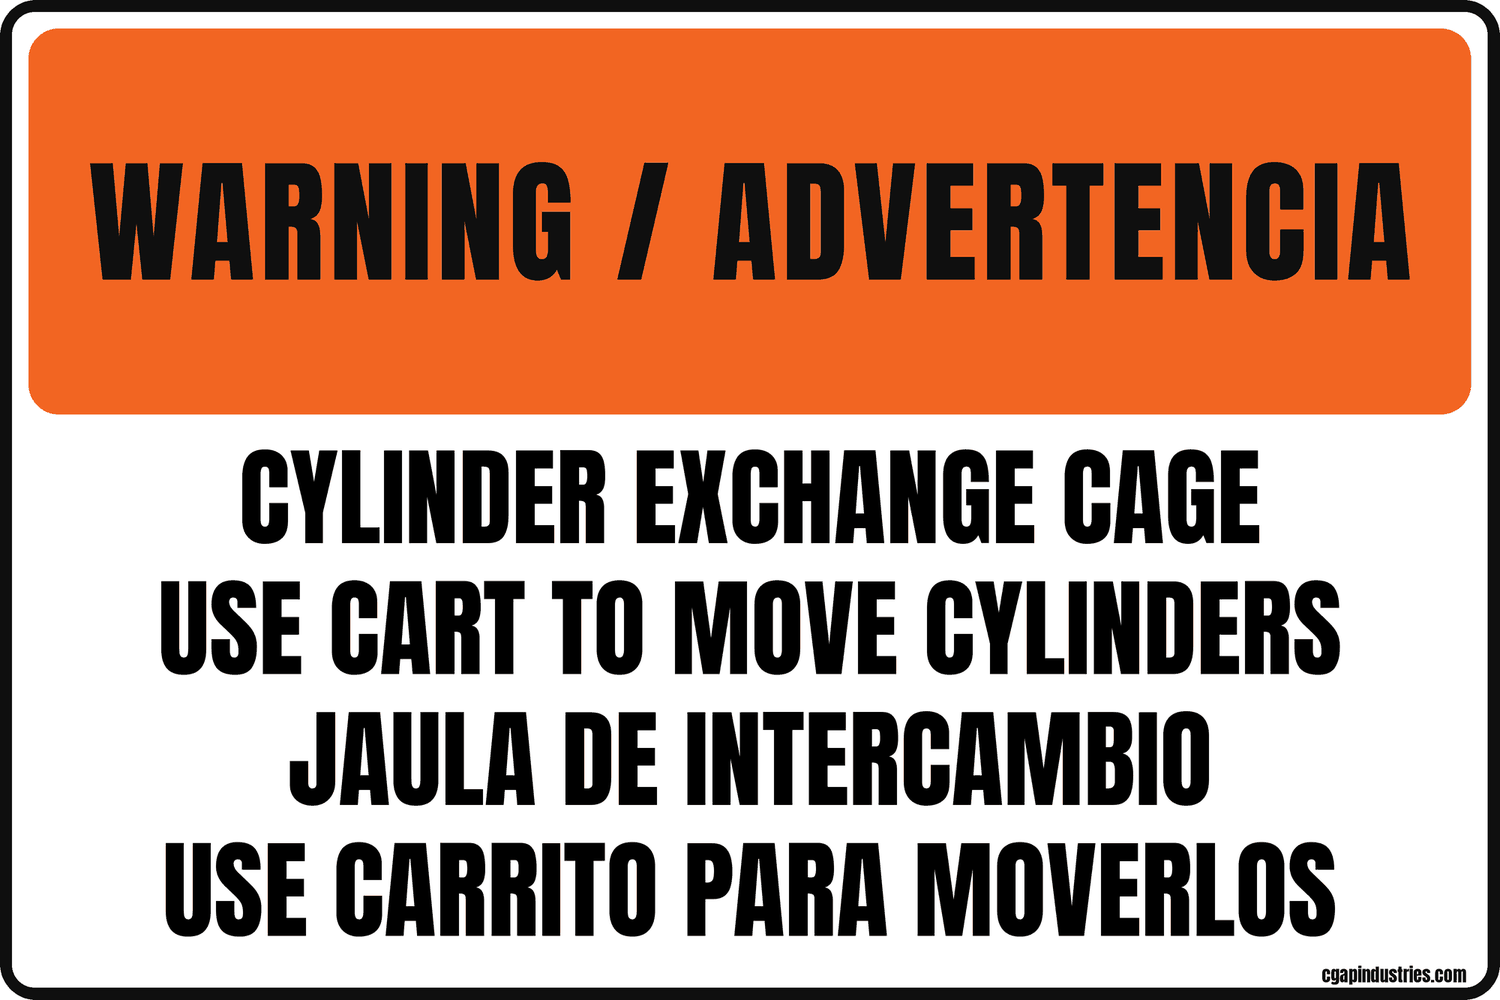 WARNING / ADVERTENCIA
CYLINDER EXCHANGE CAGE
USE CART TO MOVE CYLINDERS
JAULA DE INTERCAMBIO
USE CARRITO PARA MOVERLOS
cgapindustries.com